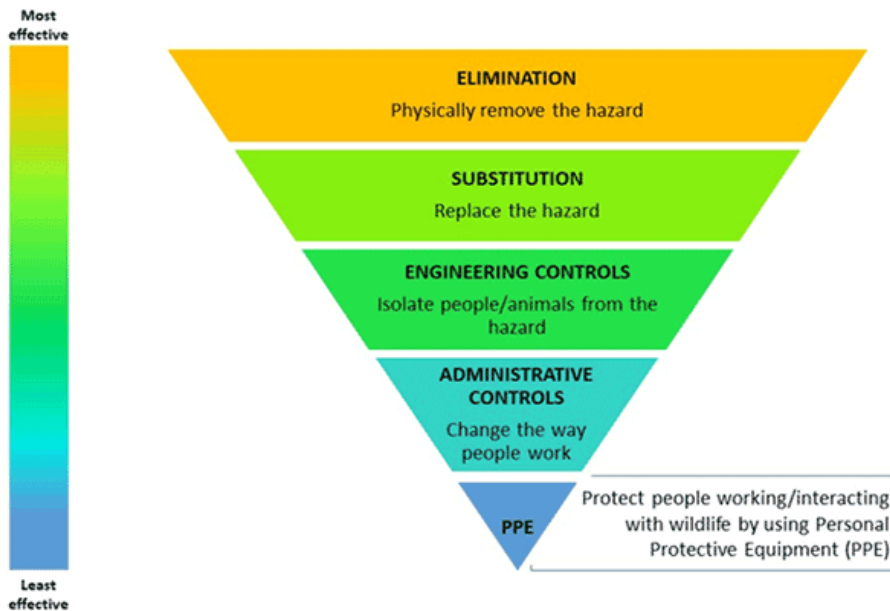 Most
effective
ELIMINATION
Physically remove the hazard
SUBSTITUTION
Replace the hazard
ENGINEERING CONTROLS
Isolate people/animals from the
hazard
ADMINISTRATIVE
CONTROLS
Change the way
people work
PPE
Protect people working/interacting
with wildlife by using Personal
Protective Equipment (PPE)
Least
effective